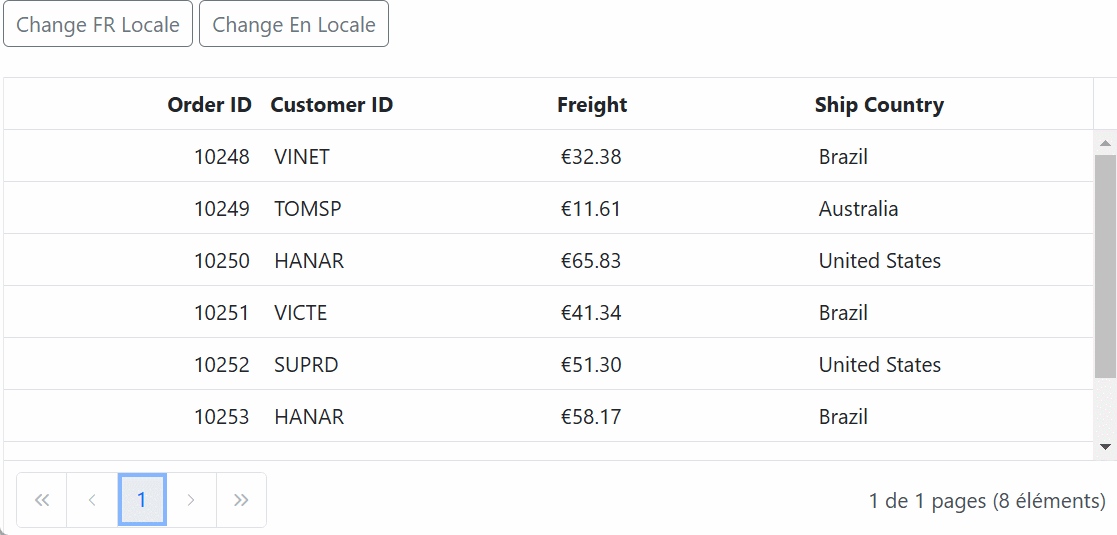 Change FR Locale Change En Locale
Order ID Customer ID Freight Ship Country
10248 VINET €32.38 Brazil
10249 TOMSP €11.61 Australia
10250 HANAR €65.83 United States
10251 VICTE €41.34 Brazil
10252 SUPRD €51.30 United States
10253 HANAR €58.17 Brazil
1 1 de 1 pages (8 éléments)